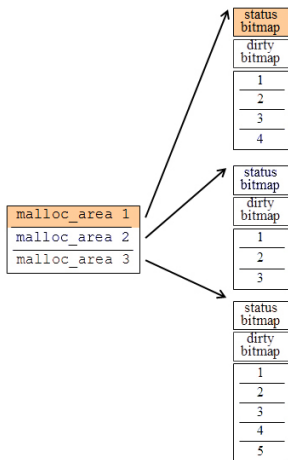 status
bitmap
dirty
bitmap
1
2
3
4
malloc_area 1
malloc_area 2
malloc_area 3
status
bitmap
dirty
bitmap
1
2
3
status
bitmap
dirty
bitmap
1
2
3
4
5